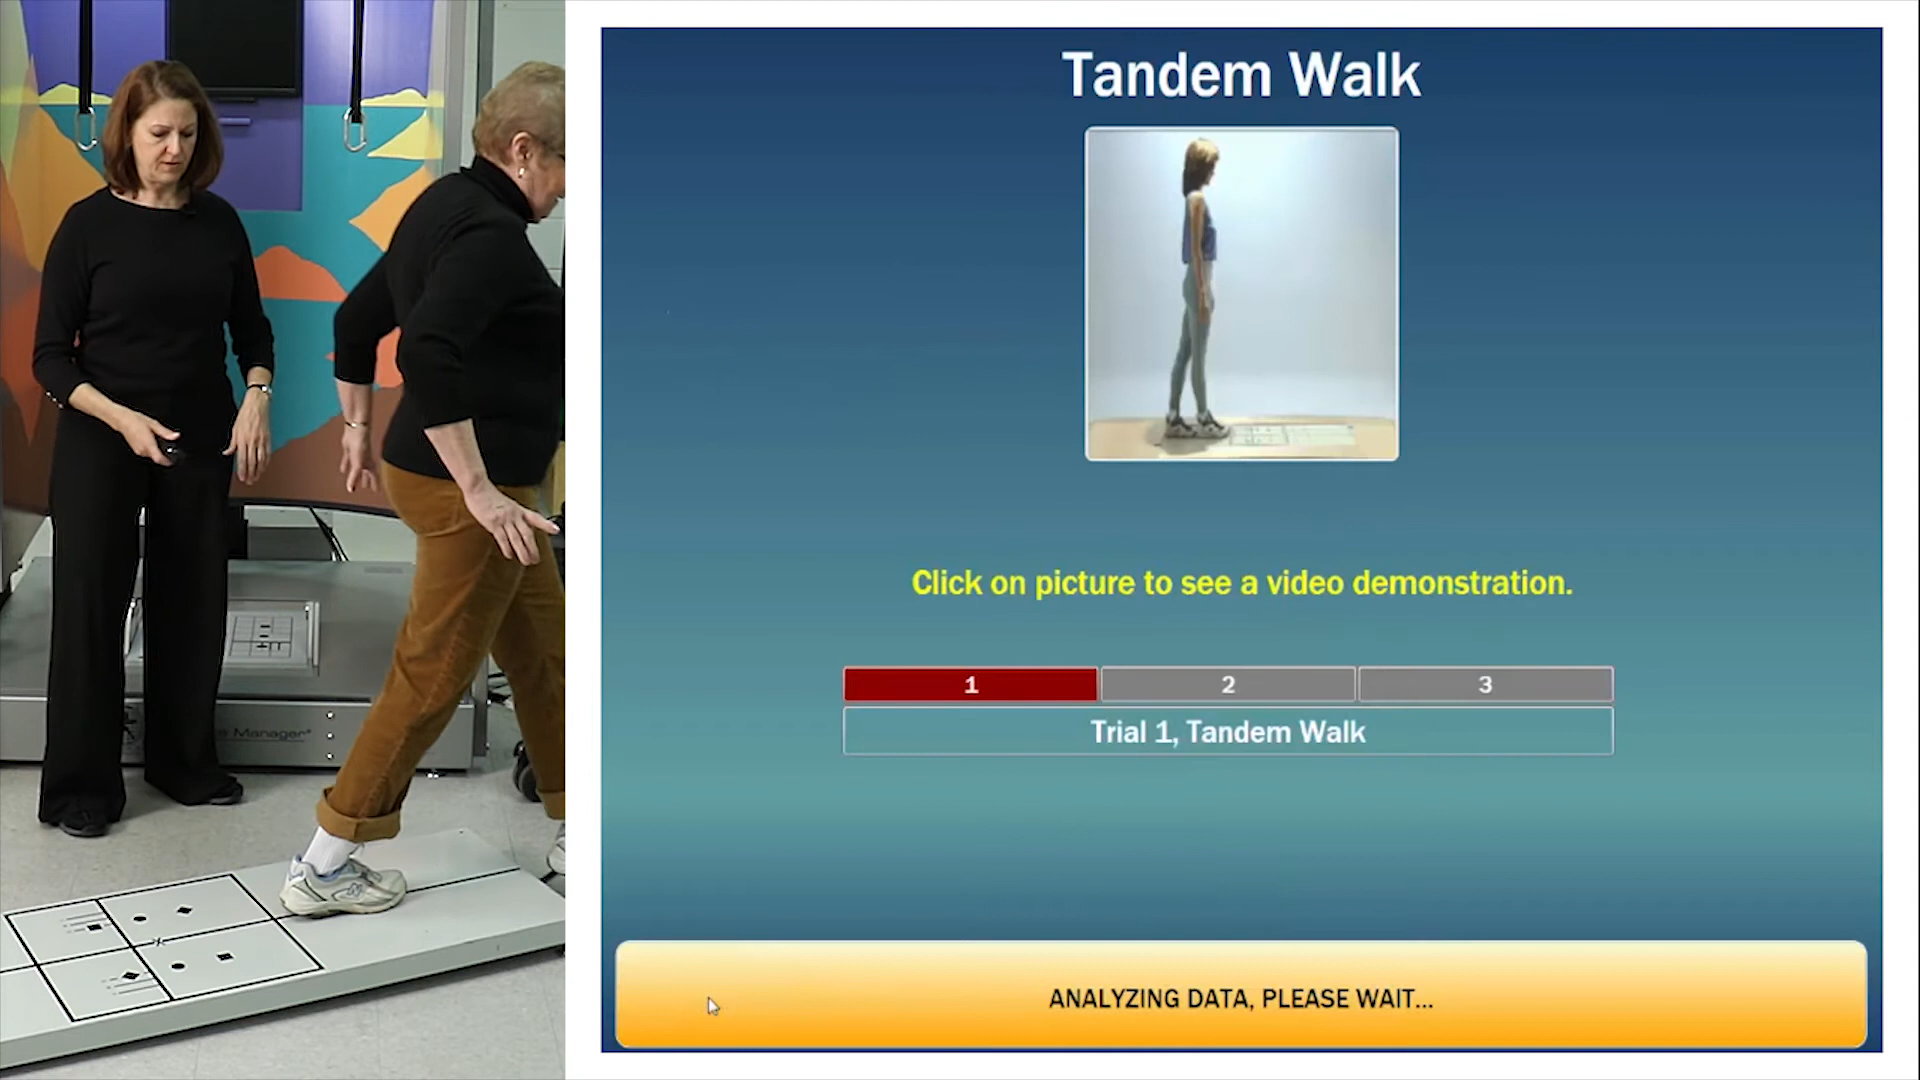 Tandem Walk
Click on picture to see a video demonstration.
1
2
3
Trial 1, Tandem Walk
ANALYZING DATA, PLEASE WAIT...
Manager